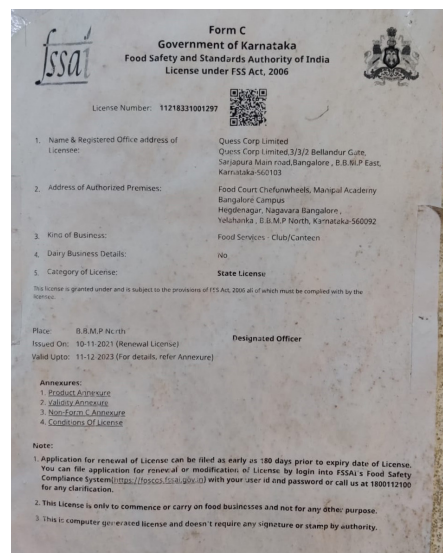 fssai
Form C
Government of Karnataka
Food Safety and Standards Authority of India
License under FSS Act, 2006
License Number: 11218331001297
1. Name & Registered Office address of Licensee:
Quess Corp Limited
Quess Corp Limited,3/3/2 Bellandur Gate,
Sarjapura Main road,Bangalore , B.B.M.P East,
Karnataka-560103
2. Address of Authorized Premises:
Food Court Chefunwheels, Manipal Academy
Bangalore Campus
Hegdenagar, Nagavara Bangalore ,
Yelahanka , B.B.M.P North, Karnataka-560092
3. Kind of Business:
Food Services - Club/Canteen
4. Dairy Business Details:
No
5. Category of License:
State License
This license is granted under and is subject to the provisions of FSS Act, 2006 all of which must be complied with by the
licensee.
Place: B.B.M.P North
Issued On: 10-11-2021 (Renewal License)
Designated Officer
Valid Upto: 11-12 2023 (For details, refer Annexure)
Annexures:
1. Product Annexure
2. Validity Annexure
3. Non-Form C Annexure
4. Conditions Of License
Note:
1. Application for renewal of License can be filed as early as 180 days prior to expiry date of License.
You can file application for renewal or modification of License by login into FSSAI's Food Safety
Compliance System(https://foscos.fssai.gov.in) with your user id and password or call us at 1800112100
for any clarification.
2. This License is only to commence or carry on food businesses and not for any other purpose.
3. This is computer generated license and doesn't require any signature or stamp by authority.